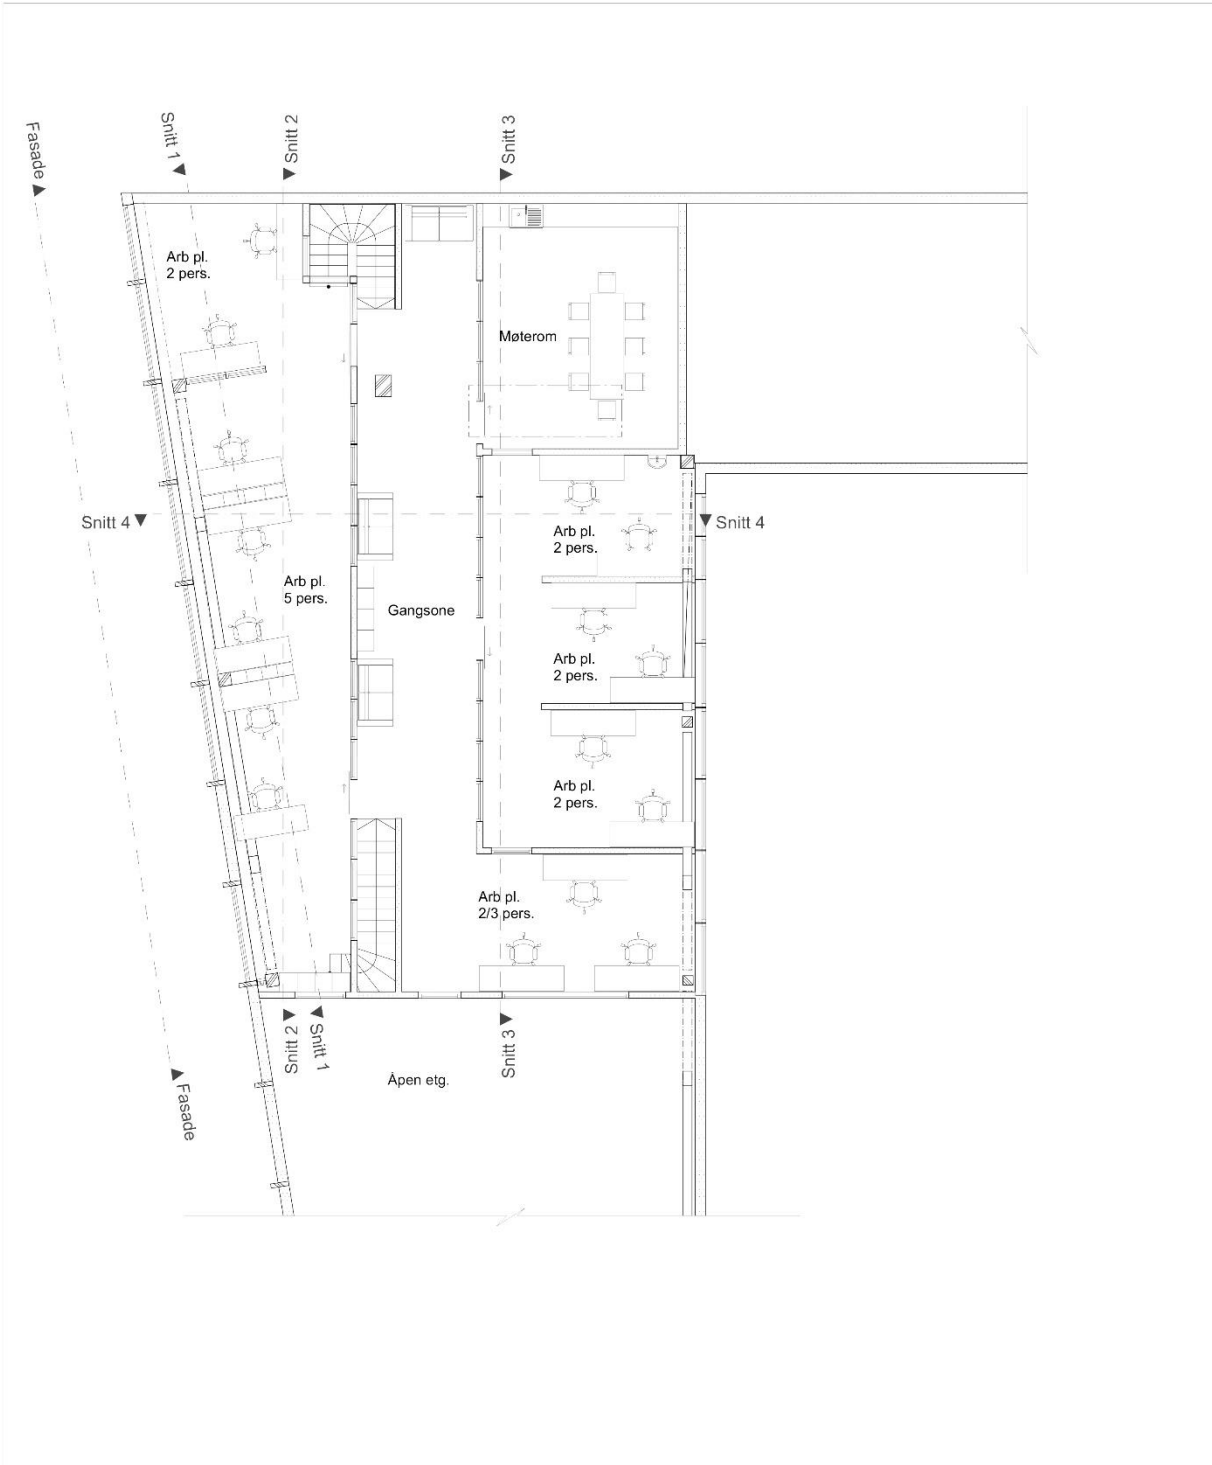 Fasade
Snitt 1
Snitt 2
Snitt 3
Arb pl.
2 pers.
Møterom
Snitt 4
Snitt 4
Arb pl.
2 pers.
Arb pl.
5 pers.
Gangsone
Arb pl.
2 pers.
Arb pl.
2 pers.
Arb pl.
2/3 pers.
Snitt 2
Snitt 1
Snitt 3
Åpen etg.
Fasade